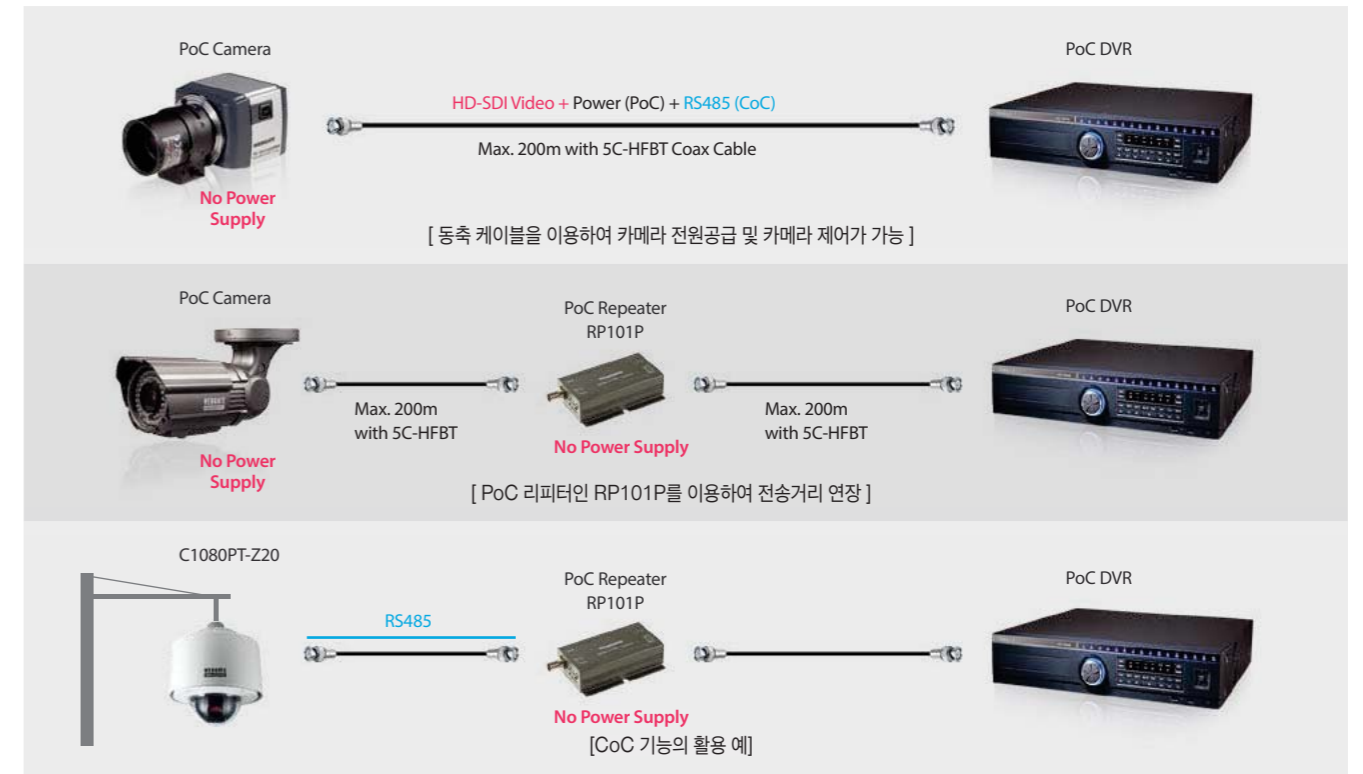 PoC Camera
PoC DVR
HD-SDI Video + Power (PoC) + RS485 (CoC)
Max. 200m with 5C-HFBT Coax Cable
No Power
Supply
[ 동축 케이블을 이용하여 카메라 전원공급 및 카메라 제어가 가능 ]
PoC Camera
PoC Repeater
RP101P
PoC DVR
Max. 200m
with 5C-HFBT
Max. 200m
with 5C-HFBT
No Power Supply
No Power
Supply
[ PoC 리피터인 RP101P를 이용하여 전송거리 연장 ]
C1080PT-Z20
PoC Repeater
RP101P
PoC DVR
RS485
No Power Supply
[CoC 기능의 활용 예]